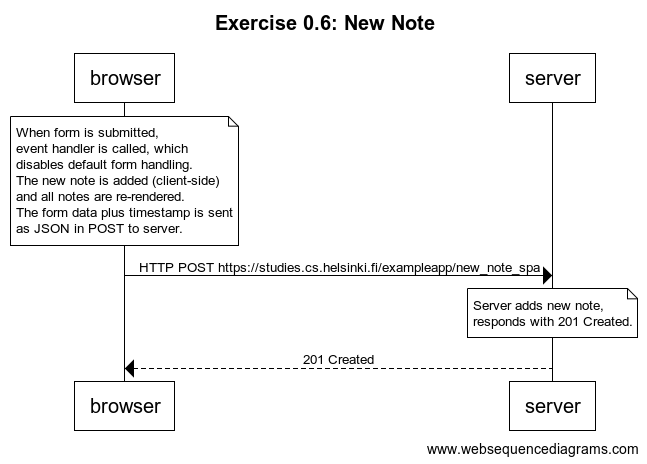 Exercise 0.6: New Note
browser
server
When form is submitted,
event handler is called, which
disables default form handling.
The new note is added (client-side)
and all notes are re-rendered.
The form data plus timestamp is sent
as JSON in POST to server.
HTTP POST https://studies.cs.helsinki.fi/exampleapp/new_note_spa
Server adds new note,
responds with 201 Created.
201 Created
browser
server
www.websequencediagrams.com